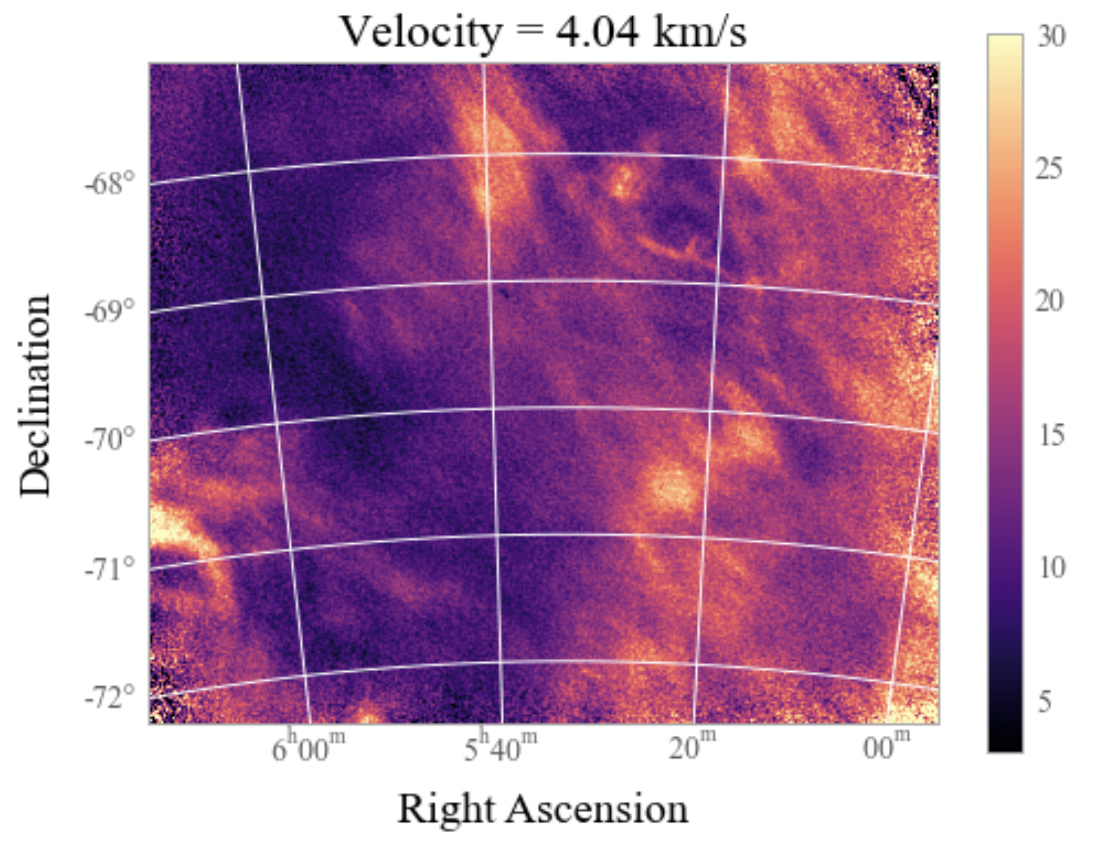 Velocity = 4.04 km/s
30
25
20
15
10
5
-68°
-69°
-70°
-71°
-72°
Declination
6ʰ00ᵐ 5ʰ40ᵐ 20ᵐ 00ᵐ
Right Ascension